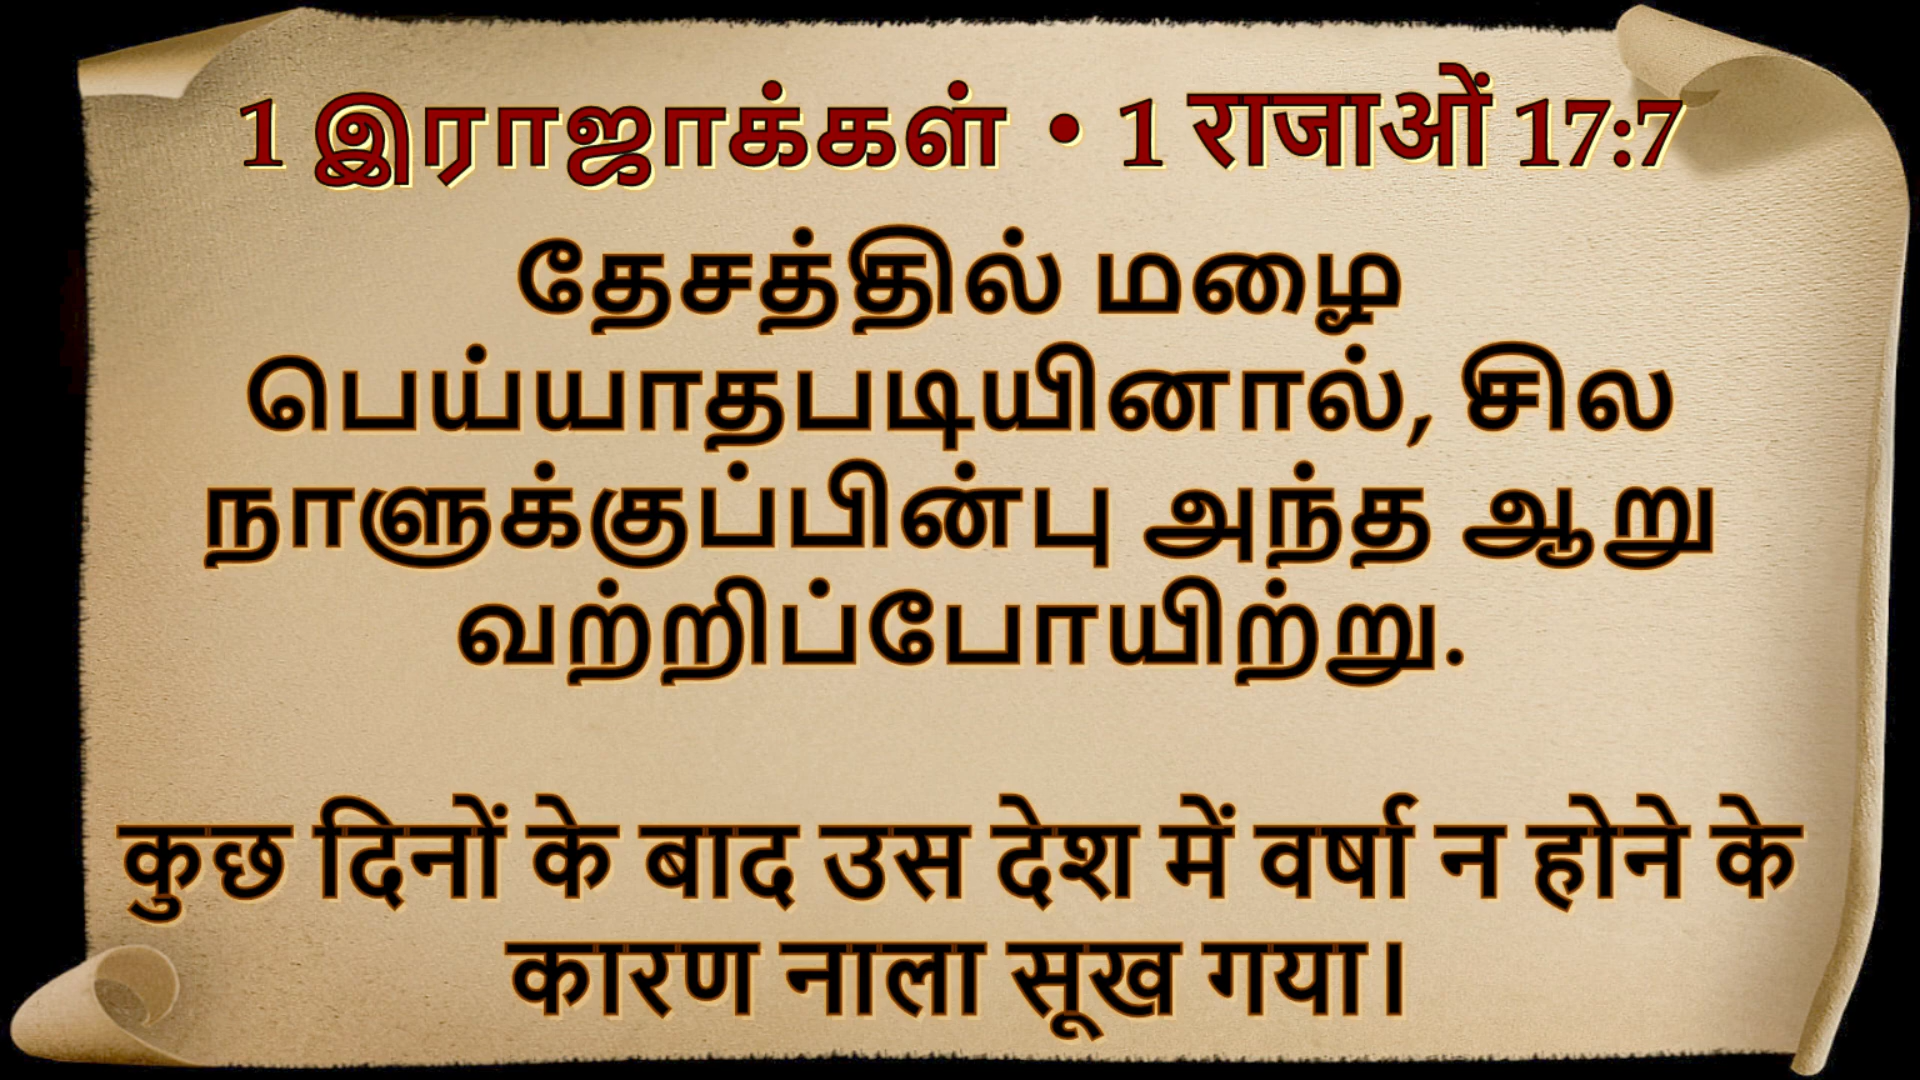 1 இராஜாக்கள் • 1 राजाओं 17:7
தேசத்தில் மழை
பெய்யாதபடியினால், சில
நாளுக்குப்பின்பு அந்த ஆறு
வற்றிப்போயிற்று.
कुछ दिनों के बाद उस देश में वर्षा न होने के
कारण नाला सूख गया।